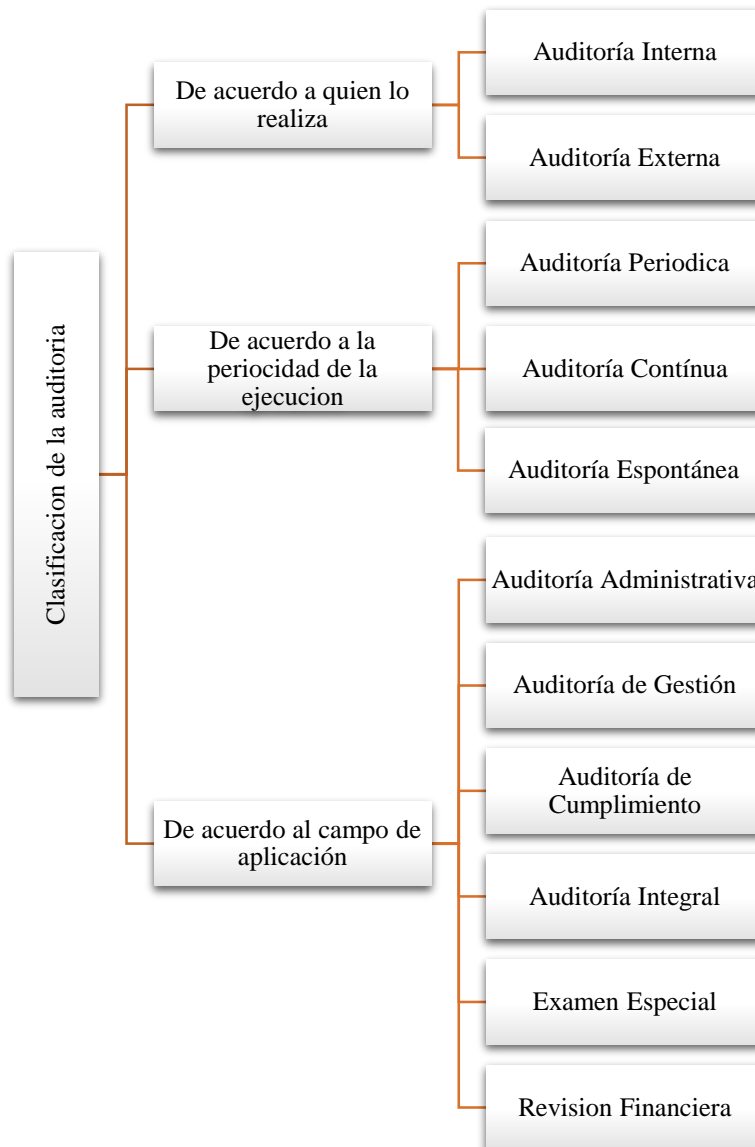 Clasificacion de la auditoria
De acuerdo a quien lo
realiza
Auditoría Interna
Auditoría Externa
De acuerdo a la
periocidad de la
ejecucion
Auditoría Periodica
Auditoría Contínua
Auditoría Espontánea
De acuerdo al campo de
aplicación
Auditoría Administrativa
Auditoría de Gestión
Auditoría de
Cumplimiento
Auditoría Integral
Examen Especial
Revision Financiera